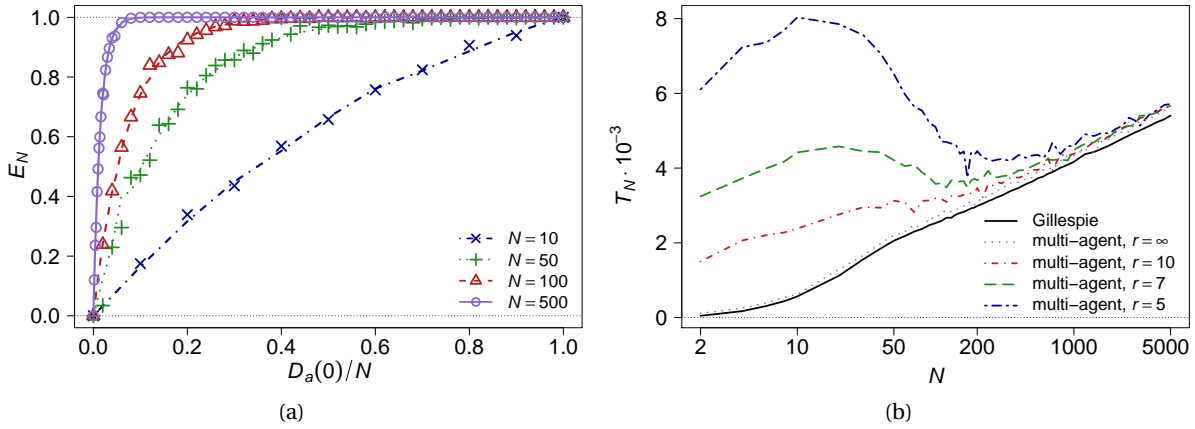 1.0
0.8
0.6
0.4
0.2
0.0
E_N
0.0 0.2 0.4 0.6 0.8 1.0
D_a(0)/N
N = 10
N = 50
N = 100
N = 500
(a)
8
6
4
2
0
T_N · 10^−3
2 10 50 200 1000 5000
N
Gillespie
multi−agent, r = ∞
multi−agent, r = 10
multi−agent, r = 7
multi−agent, r = 5
(b)